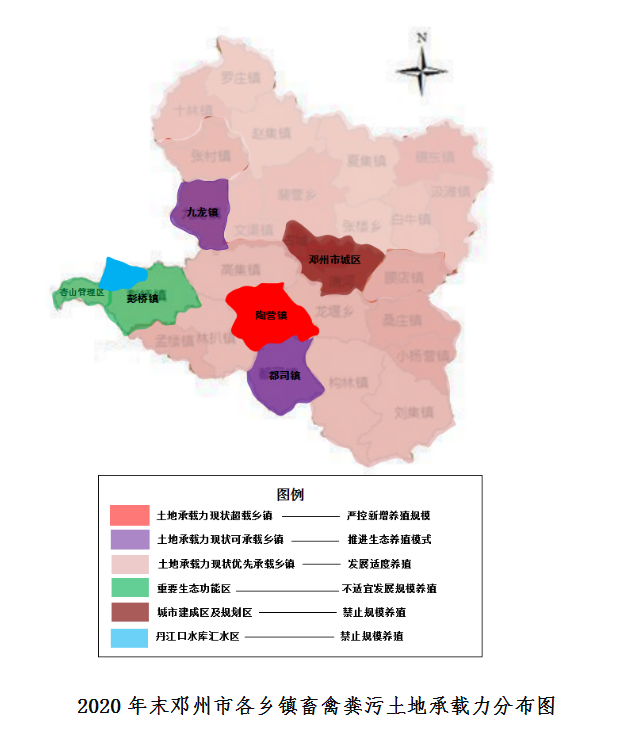 N
罗庄镇
十林镇
赵集镇
张村镇
夏集镇
腰店镇
汲滩镇
裴营乡
九龙镇
白牛镇
张楼乡
文渠镇
邓州市城区
高集镇
杏山管理区
彭桥镇
陶营镇
龙堰乡
桑庄镇
孟楼镇
林扒镇
小杨营镇
都司镇
构林镇
刘集镇
图例
土地承载力现状超载乡镇 严控新增养殖规模
土地承载力现状可承载乡镇 推进生态养殖模式
土地承载力现状优先承载乡镇 发展适度养殖
重要生态功能区 不适宜发展规模养殖
城市建成区及规划区 禁止规模养殖
丹江口水库汇水区 禁止规模养殖
2020 年末邓州市各乡镇畜禽粪污土地承载力分布图